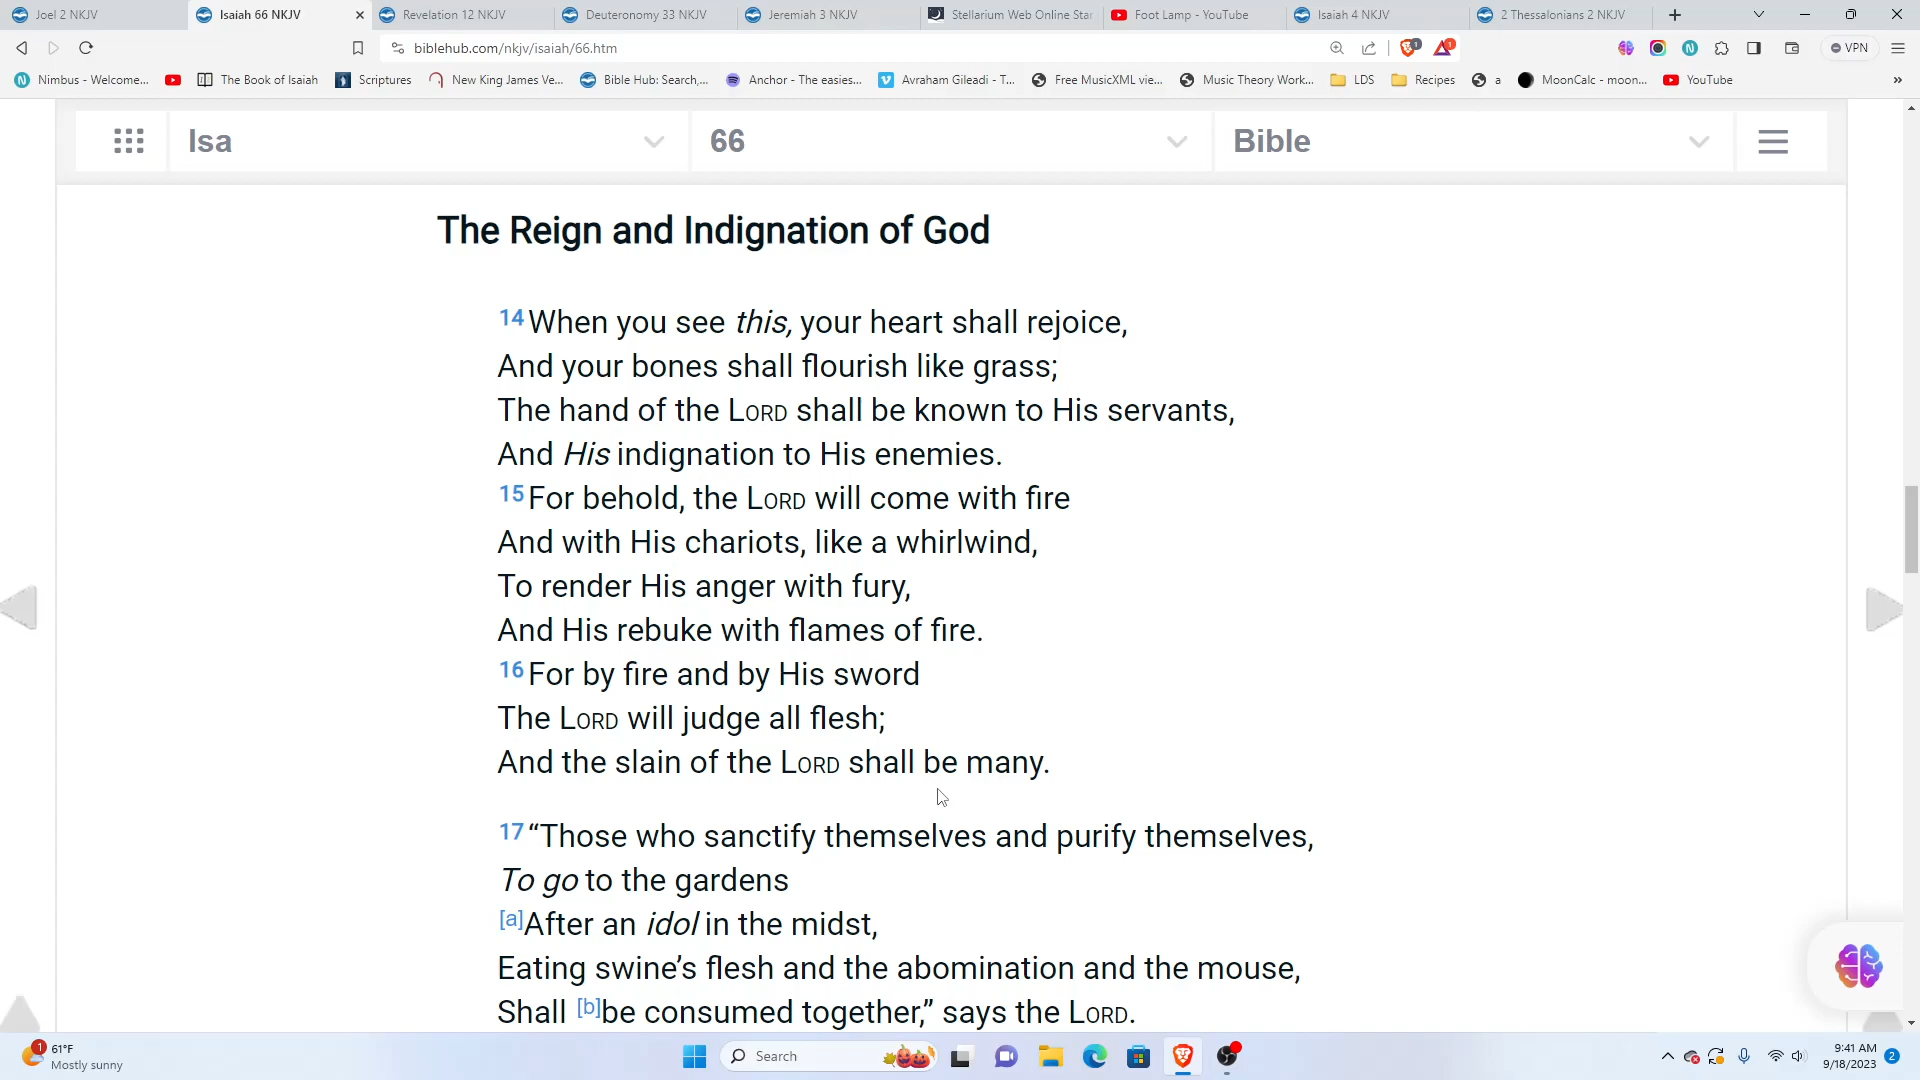 Joel 2 NKJV
Isaiah 66 NKJV
Revelation 12 NKJV
Deuteronomy 33 NKJV
Jeremiah 3 NKJV
Stellarium Web Online Star
Foot Lamp - YouTube
Isaiah 4 NKJV
2 Thessalonians 2 NKJV
biblehub.com/nkjv/isaiah/66.htm
1
1
N
VPN
N Nimbus - Welcome...
The Book of Isaiah
Scriptures
New King James Ve...
Bible Hub: Search,...
Anchor - The easies...
Avraham Gileadi - T...
Free MusicXML vie...
Music Theory Work...
LDS
Recipes
a
MoonCalc - moon...
YouTube
»
Isa
66
Bible
The Reign and Indignation of God
14 When you see this, your heart shall rejoice,
And your bones shall flourish like grass;
The hand of the LORD shall be known to His servants,
And His indignation to His enemies.
15 For behold, the LORD will come with fire
And with His chariots, like a whirlwind,
To render His anger with fury,
And His rebuke with flames of fire.
16 For by fire and by His sword
The LORD will judge all flesh;
And the slain of the LORD shall be many.
17 “Those who sanctify themselves and purify themselves,
To go to the gardens
[a]After an idol in the midst,
Eating swine’s flesh and the abomination and the mouse,
Shall [b]be consumed together,” says the LORD.
1
61°F
Mostly sunny
Search
9:41 AM
9/18/2023
2